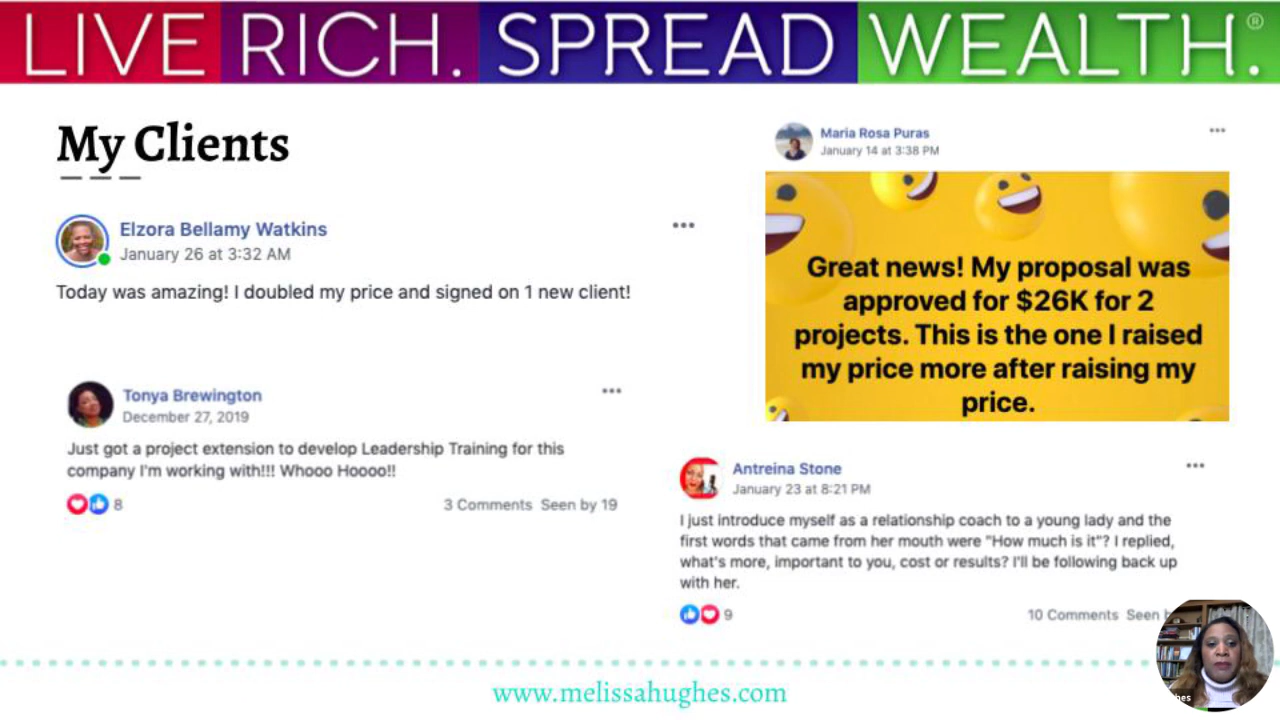 LIVE RICH. SPREAD WEALTH.®
My Clients
Elzora Bellamy Watkins
January 26 at 3:32 AM
Today was amazing! I doubled my price and signed on 1 new client!
Tonya Brewington
December 27, 2019
Just got a project extension to develop Leadership Training for this
company I'm working with!!! Whooo Hoooo!!
8
3 Comments Seen by 19
Maria Rosa Puras
January 14 at 3:38 PM
Great news! My proposal was
approved for $26K for 2
projects. This is the one I raised
my price more after raising my
price.
Antreina Stone
January 23 at 8:21 PM
I just introduce myself as a relationship coach to a young lady and the
first words that came from her mouth were "How much is it"? I replied,
what's more, important to you, cost or results? I'll be following back up
with her.
9
10 Comments Seen
www.melissahughes.com